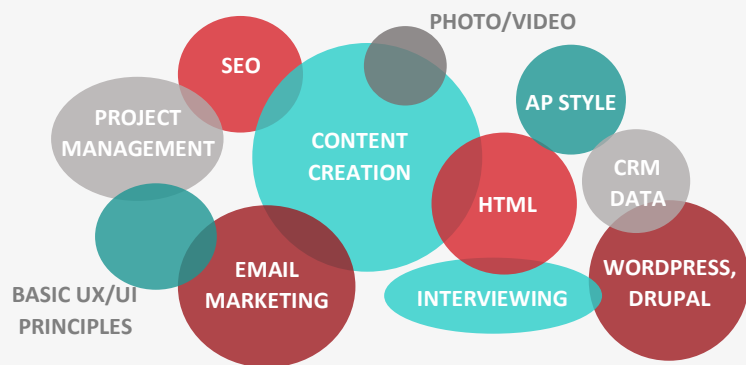 PHOTO/VIDEO
SEO
AP STYLE
PROJECT
MANAGEMENT
CONTENT
CREATION
CRM
DATA
HTML
EMAIL
MARKETING
WORDPRESS,
DRUPAL
INTERVIEWING
BASIC UX/UI
PRINCIPLES